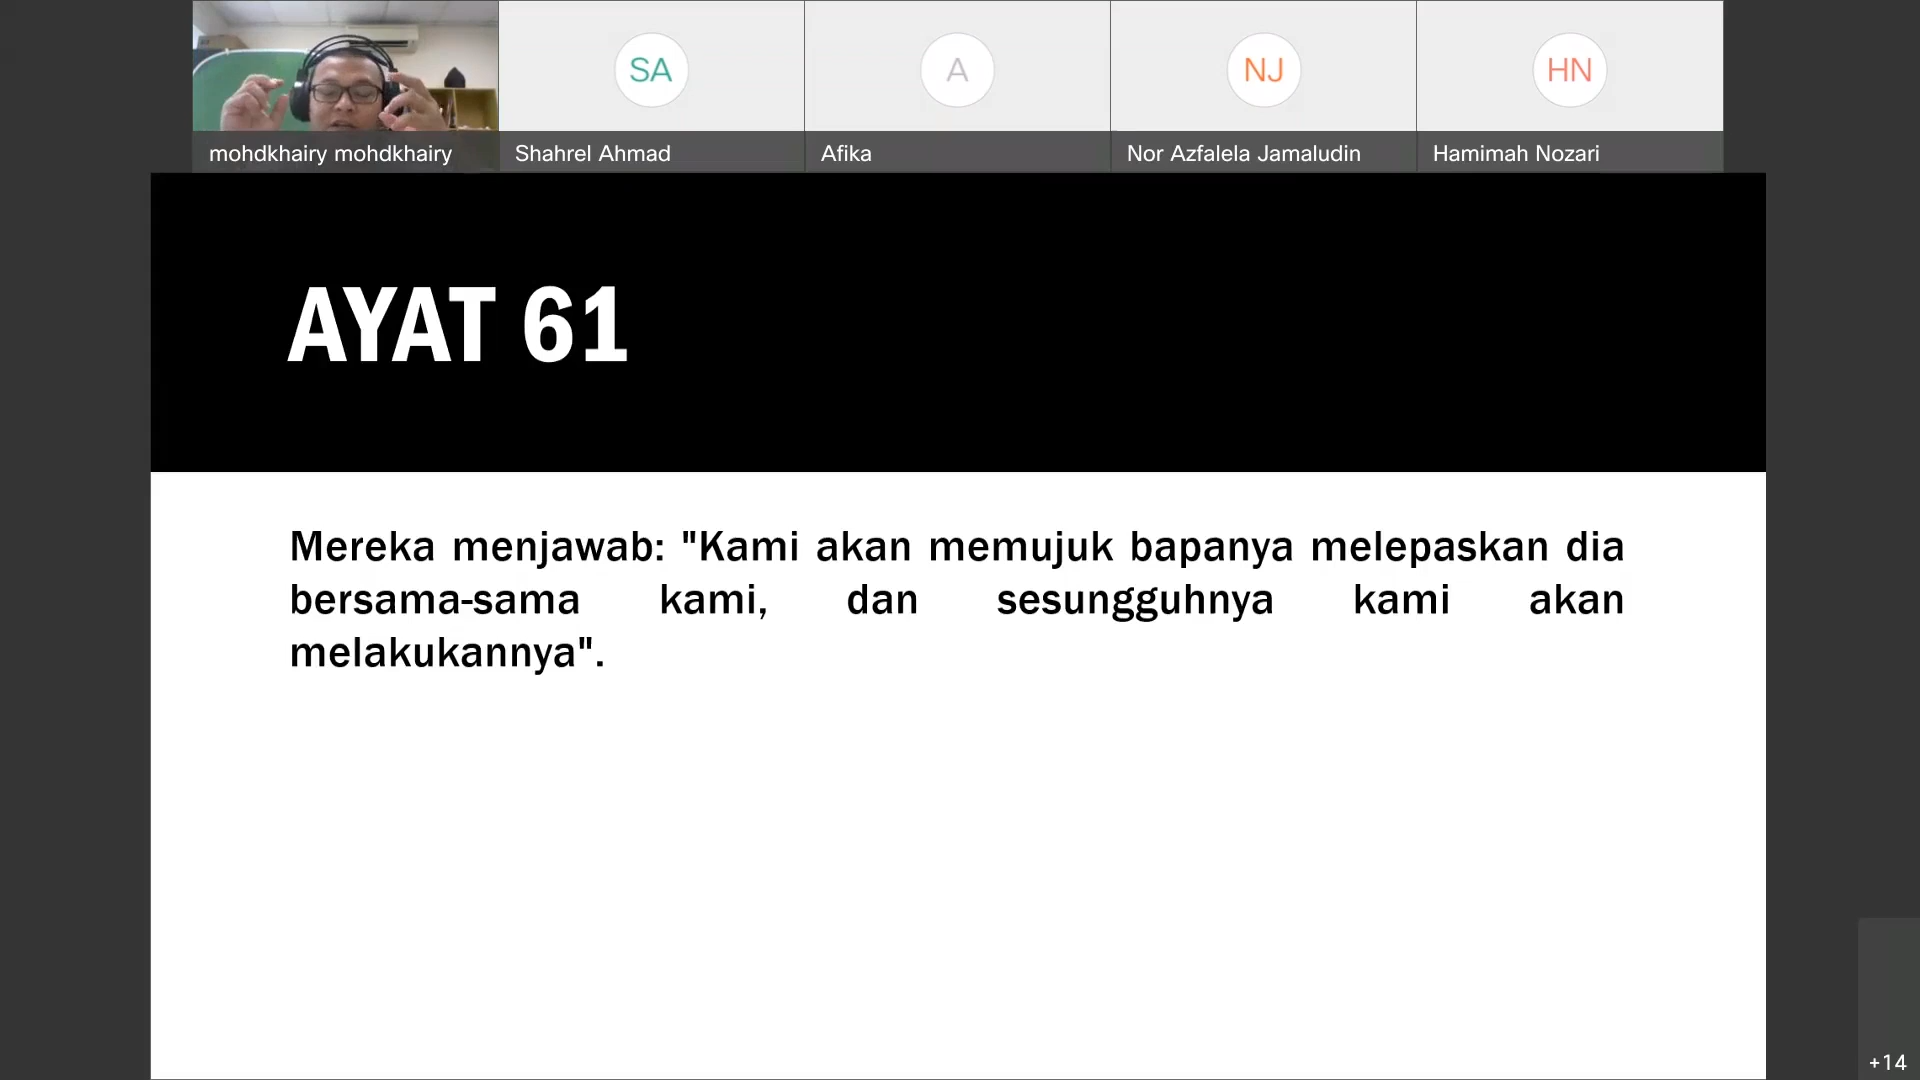 SA
A
NJ
HN
mohdkhairy mohdkhairy
Shahrel Ahmad
Afika
Nor Azfalela Jamaludin
Hamimah Nozari
AYAT 61
Mereka menjawab: "Kami akan memujuk bapanya melepaskan dia
bersama-sama kami, dan sesungguhnya kami akan
melakukannya".
+14